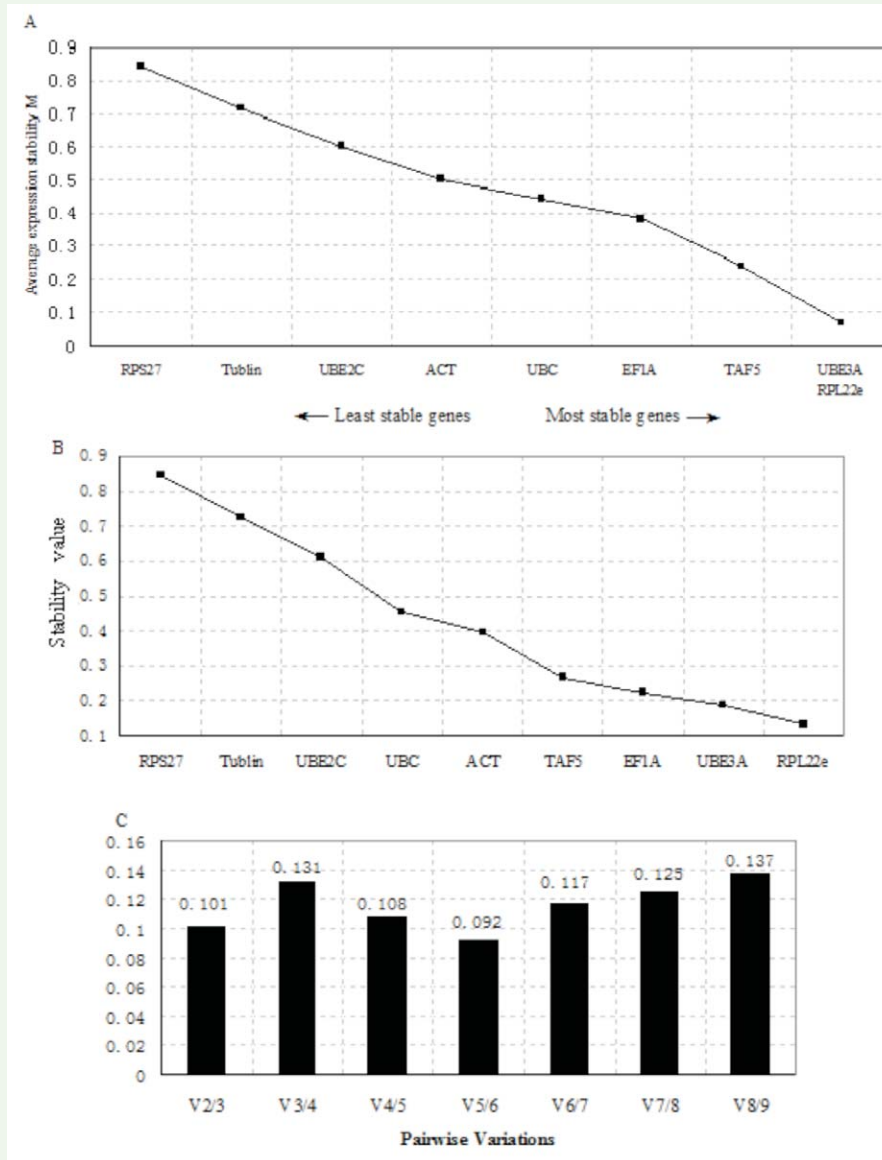 A
Average expression stability M
0.9
0.8
0.7
0.6
0.5
0.4
0.3
0.2
0.1
0
RPS27 Tublin UBE2C ACT UBC EF1A TAF5 UBE3A
RPL22e
← Least stable genes Most stable genes →
B
Stability value
0.9
0.8
0.7
0.6
0.5
0.4
0.3
0.2
0.1
RPS27 Tublin UBE2C UBC ACT TAF5 EF1A UBE3A RPL22e
C
0.16
0.14
0.12
0.1
0.08
0.06
0.04
0.02
0
0.101 0.131 0.108 0.092 0.117 0.125 0.137
V2/3 V3/4 V4/5 V5/6 V6/7 V7/8 V8/9
Pairwise Variations